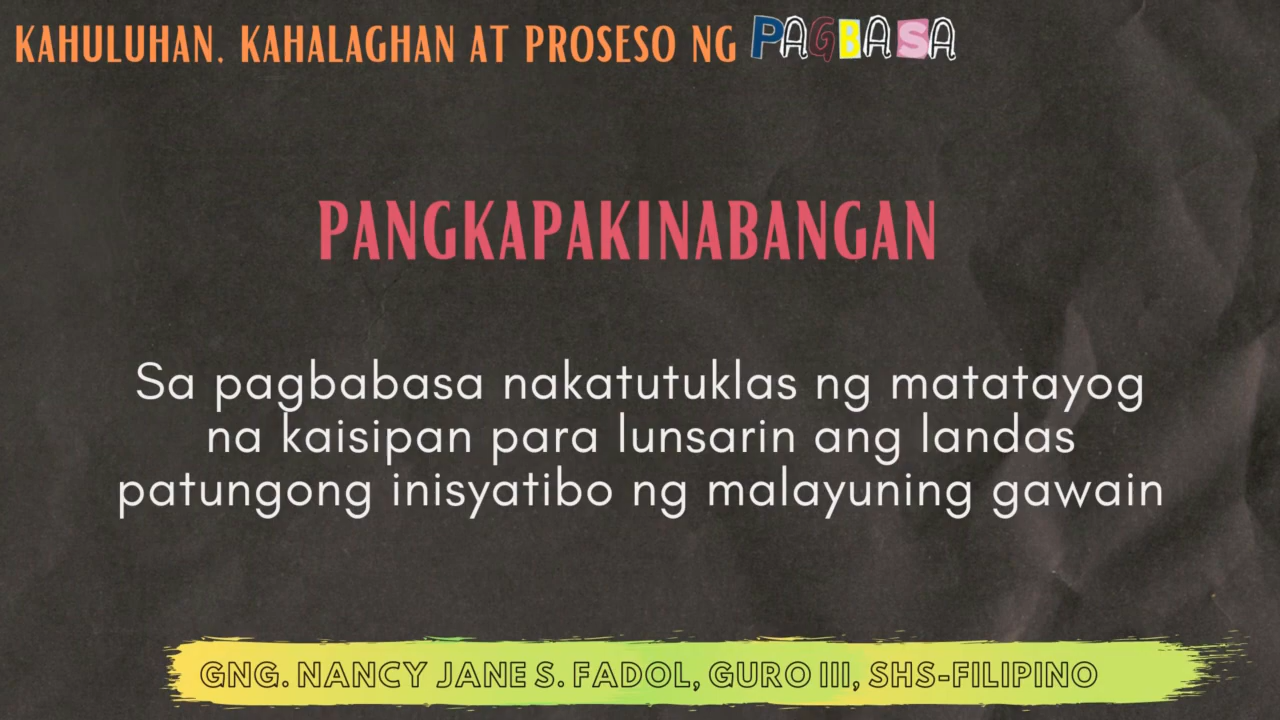 KAHULUHAN, KAHALAGHAN AT PROSESO NG PAGBASA
PANGKAPAKINABANGAN
Sa pagbabasa nakatutuklas ng matatayog
na kaisipan para lunsarin ang landas
patungong inisyatibo ng malayuning gawain
GNG. NANCY JANE S. FADOL, GURO III, SHS-FILIPINO